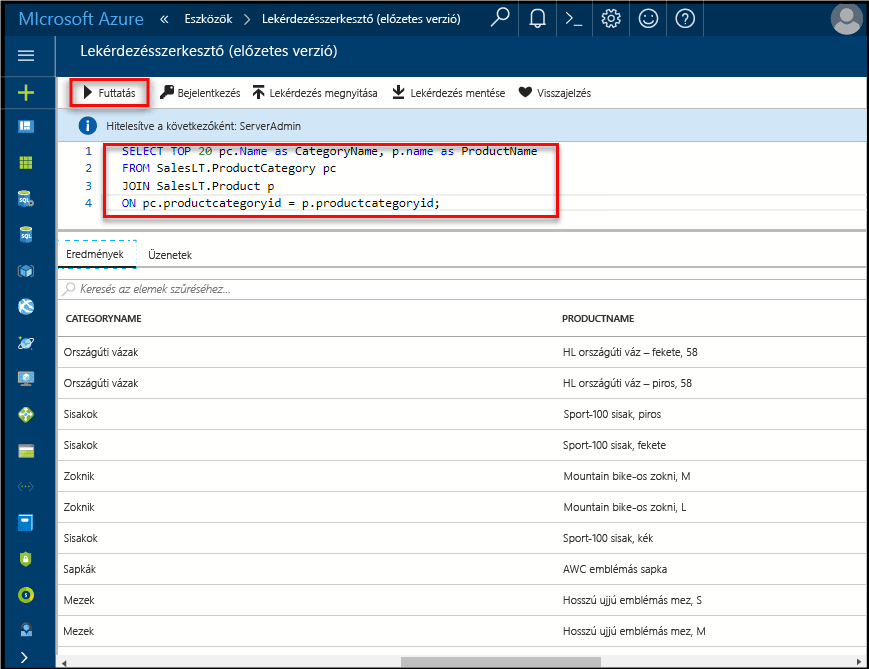 Microsoft Azure « Eszközök > Lekérdezésszerkesztő (előzetes verzió)
Lekérdezésszerkesztő (előzetes verzió)
Futtatás Bejelentkezés Lekérdezés megnyitása Lekérdezés mentése Visszajelzés
Hitelesítve a következőként: ServerAdmin
1 SELECT TOP 20 pc.Name as CategoryName, p.name as ProductName
2 FROM SalesLT.ProductCategory pc
3 JOIN SalesLT.Product p
4 ON pc.productcategoryid = p.productcategoryid;
Eredmények Üzenetek
Keresés az elemek szűréséhez...
CATEGORYNAME PRODUCTNAME
Országúti vázak HL országúti váz – fekete, 58
Országúti vázak HL országúti váz – piros, 58
Sisakok Sport-100 sisak, piros
Sisakok Sport-100 sisak, fekete
Zoknik Mountain bike-os zokni, M
Zoknik Mountain bike-os zokni, L
Sisakok Sport-100 sisak, kék
Sapkák AWC emblémás sapka
Mezek Hosszú ujjú emblémás mez, S
Mezek Hosszú ujjú emblémás mez, M